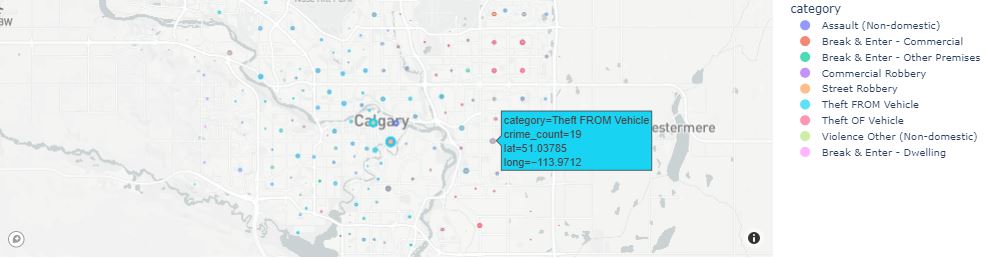 Nose Hill Park
8W
Calgary
estermere
category=Theft FROM Vehicle
crime_count=19
lat=51.03785
long=−113.9712
category
Assault (Non-domestic)
Break & Enter - Commercial
Break & Enter - Other Premises
Commercial Robbery
Street Robbery
Theft FROM Vehicle
Theft OF Vehicle
Violence Other (Non-domestic)
Break & Enter - Dwelling